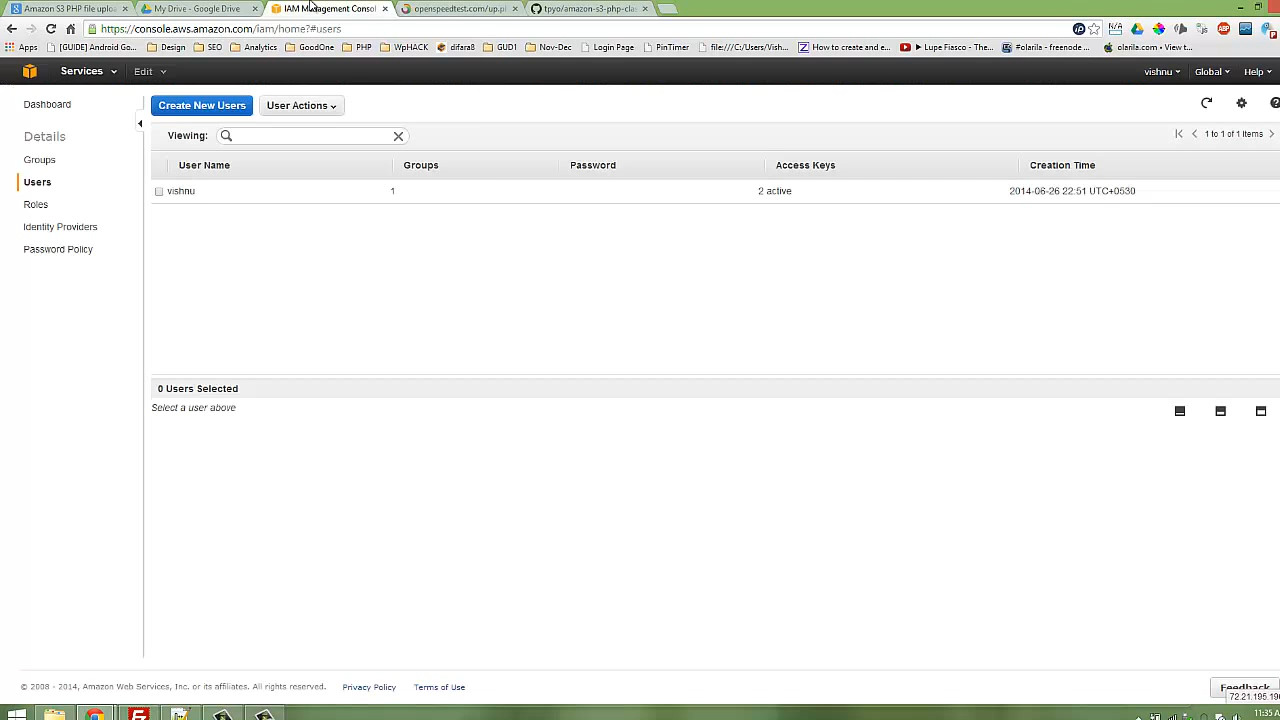 Amazon S3 PHP file uploa
My Drive - Google Drive
IAM Management Consol
openspeedtest.com/up.pl
tpyo/amazon-s3-php-clas
https://console.aws.amazon.com/iam/home?#users
Apps
[GUIDE] Android Go...
Design
SEO
Analytics
GoodOne
PHP
WpHACK
difara8
GUD1
Nov-Dec
Login Page
PinTimer
file:///C:/Users/Vish...
How to create and e...
Lupe Fiasco - The...
#olarila - freenode ...
olarila.com • View t...
Services
Edit
vishnu
Global
Help
Dashboard
Create New Users
User Actions
Details
Viewing:
1 to 1 of 1 items
Groups
User Name
Groups
Password
Access Keys
Creation Time
Users
vishnu
1
2 active
2014-06-26 22:51 UTC+0530
Roles
Identity Providers
Password Policy
0 Users Selected
Select a user above
© 2008 - 2014, Amazon Web Services, Inc. or its affiliates. All rights reserved.
Privacy Policy
Terms of Use
Feedback
72.21.195.19
11:35 A